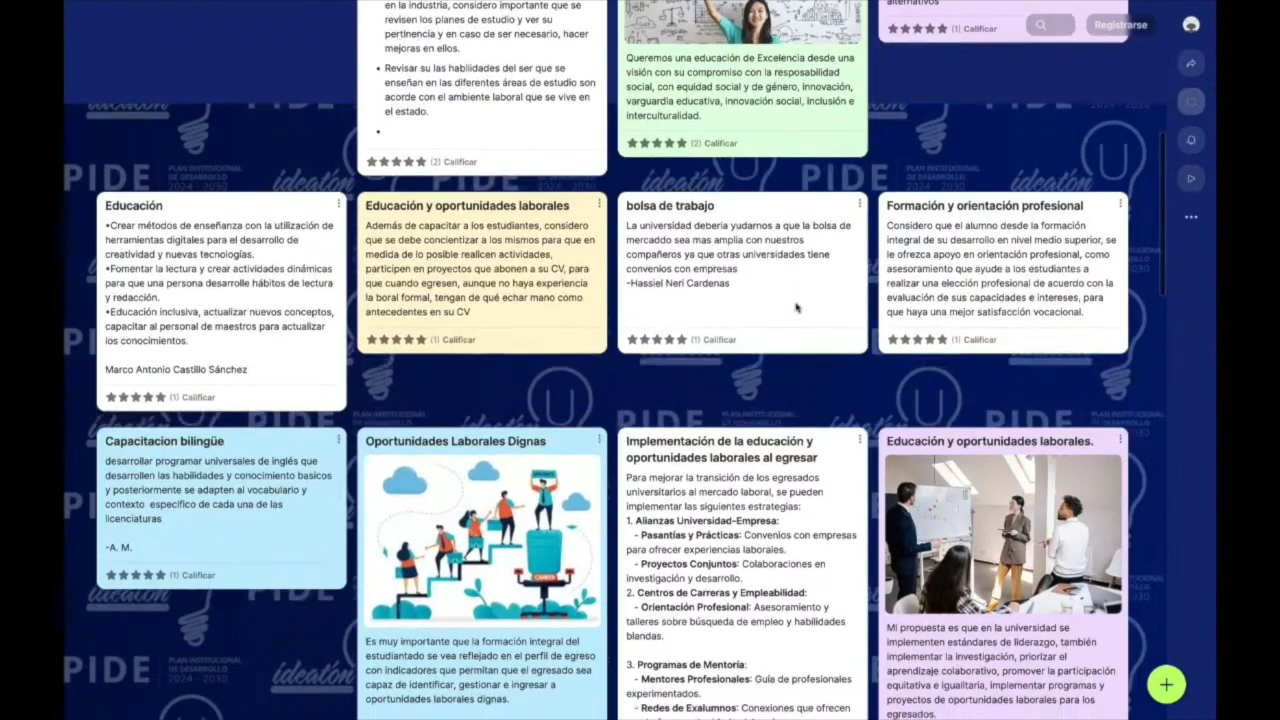 en la industria, considero importante que se
revisen los planes de estudio y ver su
pertinencia y en caso de ser necesario, hacer
mejoras en ellos.
• Revisar su las habilidades del ser que se
enseñan en las diferentes áreas de estudio son
acorde con el ambiente laboral que se vive en
el estado.
•
(2) Calificar
Queremos una educación de Excelencia desde una
visión con su compromiso con la resposabilidad
social, con equidad social y de género, innovación,
varguardia educativa, innovación social, inclusión e
interculturalidad.
(2) Calificar
alternativos
(1) Calificar
Registrarse
PIDE
PLAN INSTITUCIONAL
DE DESARROLLO
2024 - 2030
ideatón
Educación
•Crear métodos de enseñanza con la utilización de
herramientas digitales para el desarrollo de
creatividad y nuevas tecnologías.
•Fomentar la lectura y crear actividades dinámicas
para que una persona desarrolle hábitos de lectura
y redacción.
•Educación inclusiva, actualizar nuevos conceptos,
capacitar al personal de maestros para actualizar
los conocimientos.
Marco Antonio Castillo Sánchez
(1) Calificar
Educación y oportunidades laborales
Además de capacitar a los estudiantes, considero
que se debe concientizar a los mismos para que en
medida de lo posible realicen actividades,
participen en proyectos que abonen a su CV, para
que cuando egresen, aunque no haya experiencia
la boral formal, tengan de qué echar mano como
antecedentes en su CV
(1) Calificar
bolsa de trabajo
La universidad deberia yudarnos a que la bolsa de
mercaddo sea mas amplia con nuestros
compañeros ya que otras universidades tiene
convenios con empresas
-Hassiel Neri Cardenas
(1) Calificar
Formación y orientación profesional
Considero que el alumno desde la formación
integral de su desarrollo en nivel medio superior, se
le ofrezca apoyo en orientación profesional, como
asesoramiento que ayude a los estudiantes a
realizar una elección profesional de acuerdo con la
evaluación de sus capacidades e intereses, para
que haya una mejor satisfacción vocacional.
(1) Calificar
Capacitacion bilingüe
desarrollar programar universales de inglés que
desarrollen las habilidades y conocimiento basicos
y posteriormente se adapten al vocabulario y
contexto especifico de cada una de las
licenciaturas
-A. M.
(1) Calificar
Oportunidades Laborales Dignas
Es muy importante que la formación integral del
estudiantado se vea reflejado en el perfil de egreso
con indicadores que permitan que el egresado sea
capaz de identificar, gestionar e ingresar a
oportunidades laborales dignas.
Implementación de la educación y
oportunidades laborales al egresar
Para mejorar la transición de los egresados
universitarios al mercado laboral, se pueden
implementar las siguientes estrategias:
1. Alianzas Universidad-Empresa:
- Pasantías y Prácticas: Convenios con empresas
para ofrecer experiencias laborales.
- Proyectos Conjuntos: Colaboraciones en
investigación y desarrollo.
2. Centros de Carreras y Empleabilidad:
- Orientación Profesional: Asesoramiento y
talleres sobre búsqueda de empleo y habilidades
blandas.
3. Programas de Mentoría:
- Mentores Profesionales: Guía de profesionales
experimentados.
- Redes de Exalumnos: Conexiones que ofrecen
Educación y oportunidades laborales.
Mi propuesta es que en la universidad se
implementen estándares de liderazgo, también
implementar la investigación, priorizar el
aprendizaje colaborativo, promover la participación
equitativa e igualitaria, implementar programas y
proyectos de oportunidades laborales para los
egresados.
PIDE
PLAN INSTITUCIONAL
DE DESARROLLO
2024 - 2030
ideatón